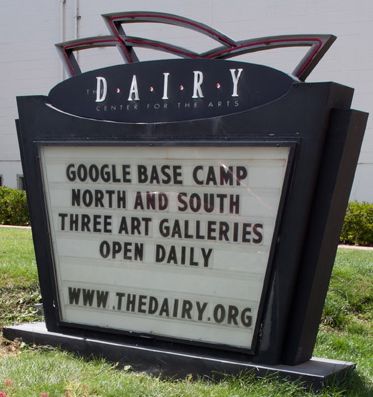 THE
DAIRY
CENTER FOR THE ARTS
GOOGLE BASE CAMP
NORTH AND SOUTH
THREE ART GALLERIES
OPEN DAILY
WWW.THEDAIRY.ORG